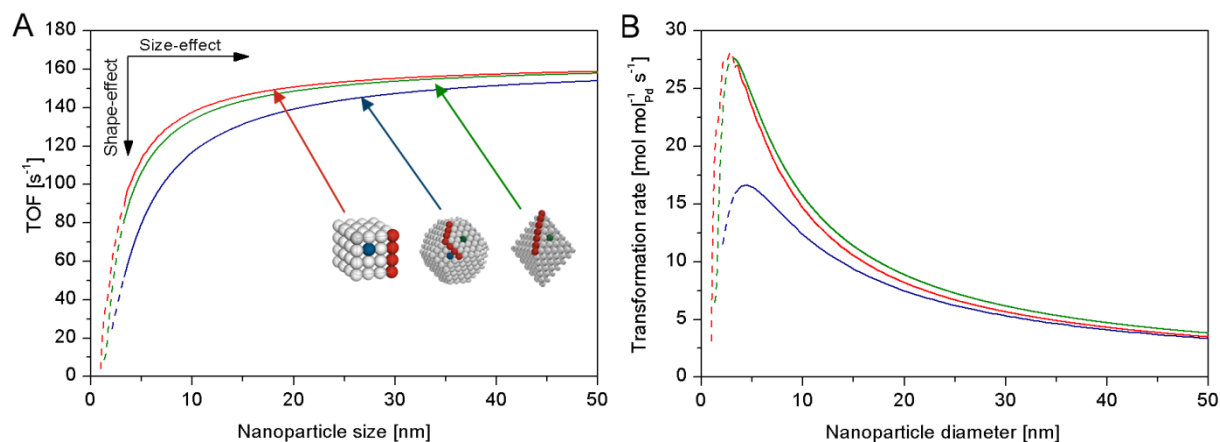 A
180
160
140
120
100
80
60
40
20
0
TOF [s⁻¹]
Size-effect
Shape-effect
0 10 20 30 40 50
Nanoparticle size [nm]
B
30
25
20
15
10
5
0
Transformation rate [mol mol⁻¹Pd s⁻¹]
0 10 20 30 40 50
Nanoparticle diameter [nm]